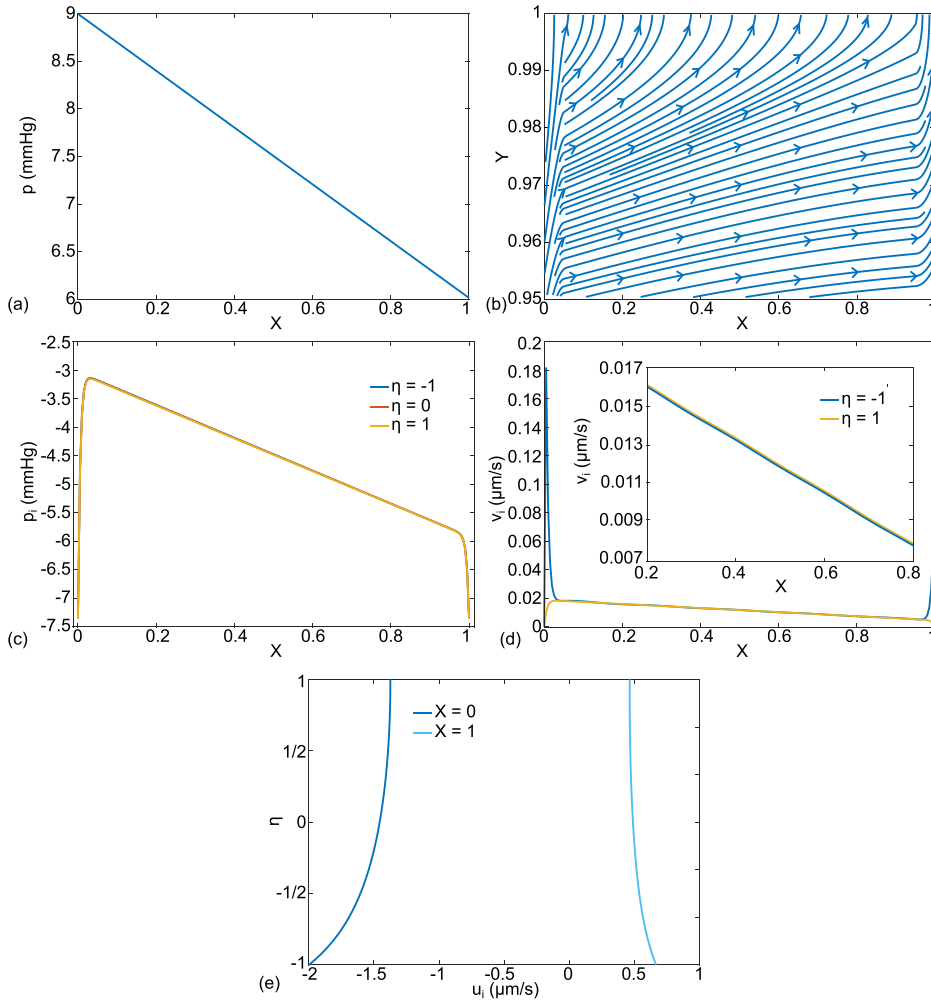 9
8.5
8
7.5
7
6.5
6
p (mmHg)
0 0.2 0.4 0.6 0.8 1
X
(a)
1
0.99
0.98
0.97
0.96
0.95
Y
0 0.2 0.4 0.6 0.8 1
X
(b)
-2.5
-3
-3.5
-4
-4.5
-5
-5.5
-6
-6.5
-7
-7.5
p_i (mmHg)
η = -1
η = 0
η = 1
0 0.2 0.4 0.6 0.8 1
X
(c)
0.2
0.18
0.16
0.14
0.12
0.1
0.08
0.06
0.04
0.02
0
v_i (μm/s)
0.017
0.015
0.013
0.011
0.009
0.007
v_i (μm/s)
η = -1'
η = 1
0.2 0.4 0.6 0.8
X
0 0.2 0.4 0.6 0.8 1
X
(d)
1
1/2
0
-1/2
-1
η
X = 0
X = 1
-2 -1.5 -1 -0.5 0 0.5 1
u_i (μm/s)
(e)